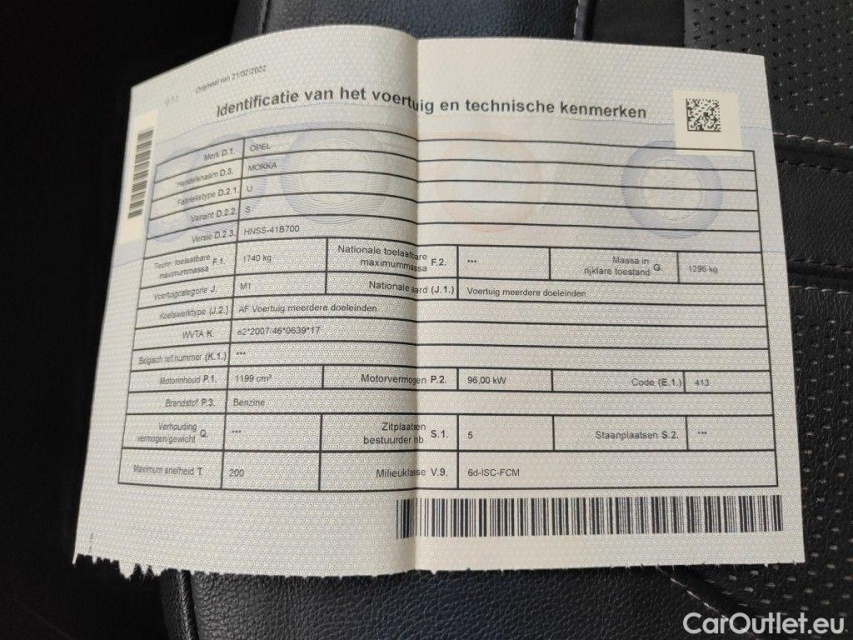 Opgemaakt van 21/02/2022
Identificatie van het voertuig en technische kenmerken
Merk D.1. OPEL
Handelsnaam D.3. MOKKA
Fabriekstype D.2.1. U
Variant D.2.2. S
Versie D.2.3. HNSS-41B700
Techn. toelaatbare maximummassa F.1. 1740 kg Nationale toelaatbare maximummassa F.2. *** Massa in rijklare toestand G. 1295 kg
Voertuigcategorie J. M1 Nationale aard (J.1.) Voertuig meerdere doeleinden
Koetswerktype (J.2.) AF Voertuig meerdere doeleinden
WVTA K. e2*2007/46*0639*17
Belgisch ref.nummer (K.1.) ***
Motorinhoud P.1. 1199 cm³ Motorvermogen P.2. 96,00 kW Code (E.1.) 413
Brandstof P.3. Benzine
Verhouding vermogen/gewicht Q. *** Zitplaatsen bestuurder inb S.1. 5 Staanplaatsen S.2. ***
Maximum snelheid T. 200 Milieuklasse V.9. 6d-ISC-FCM
CarOutlet.eu